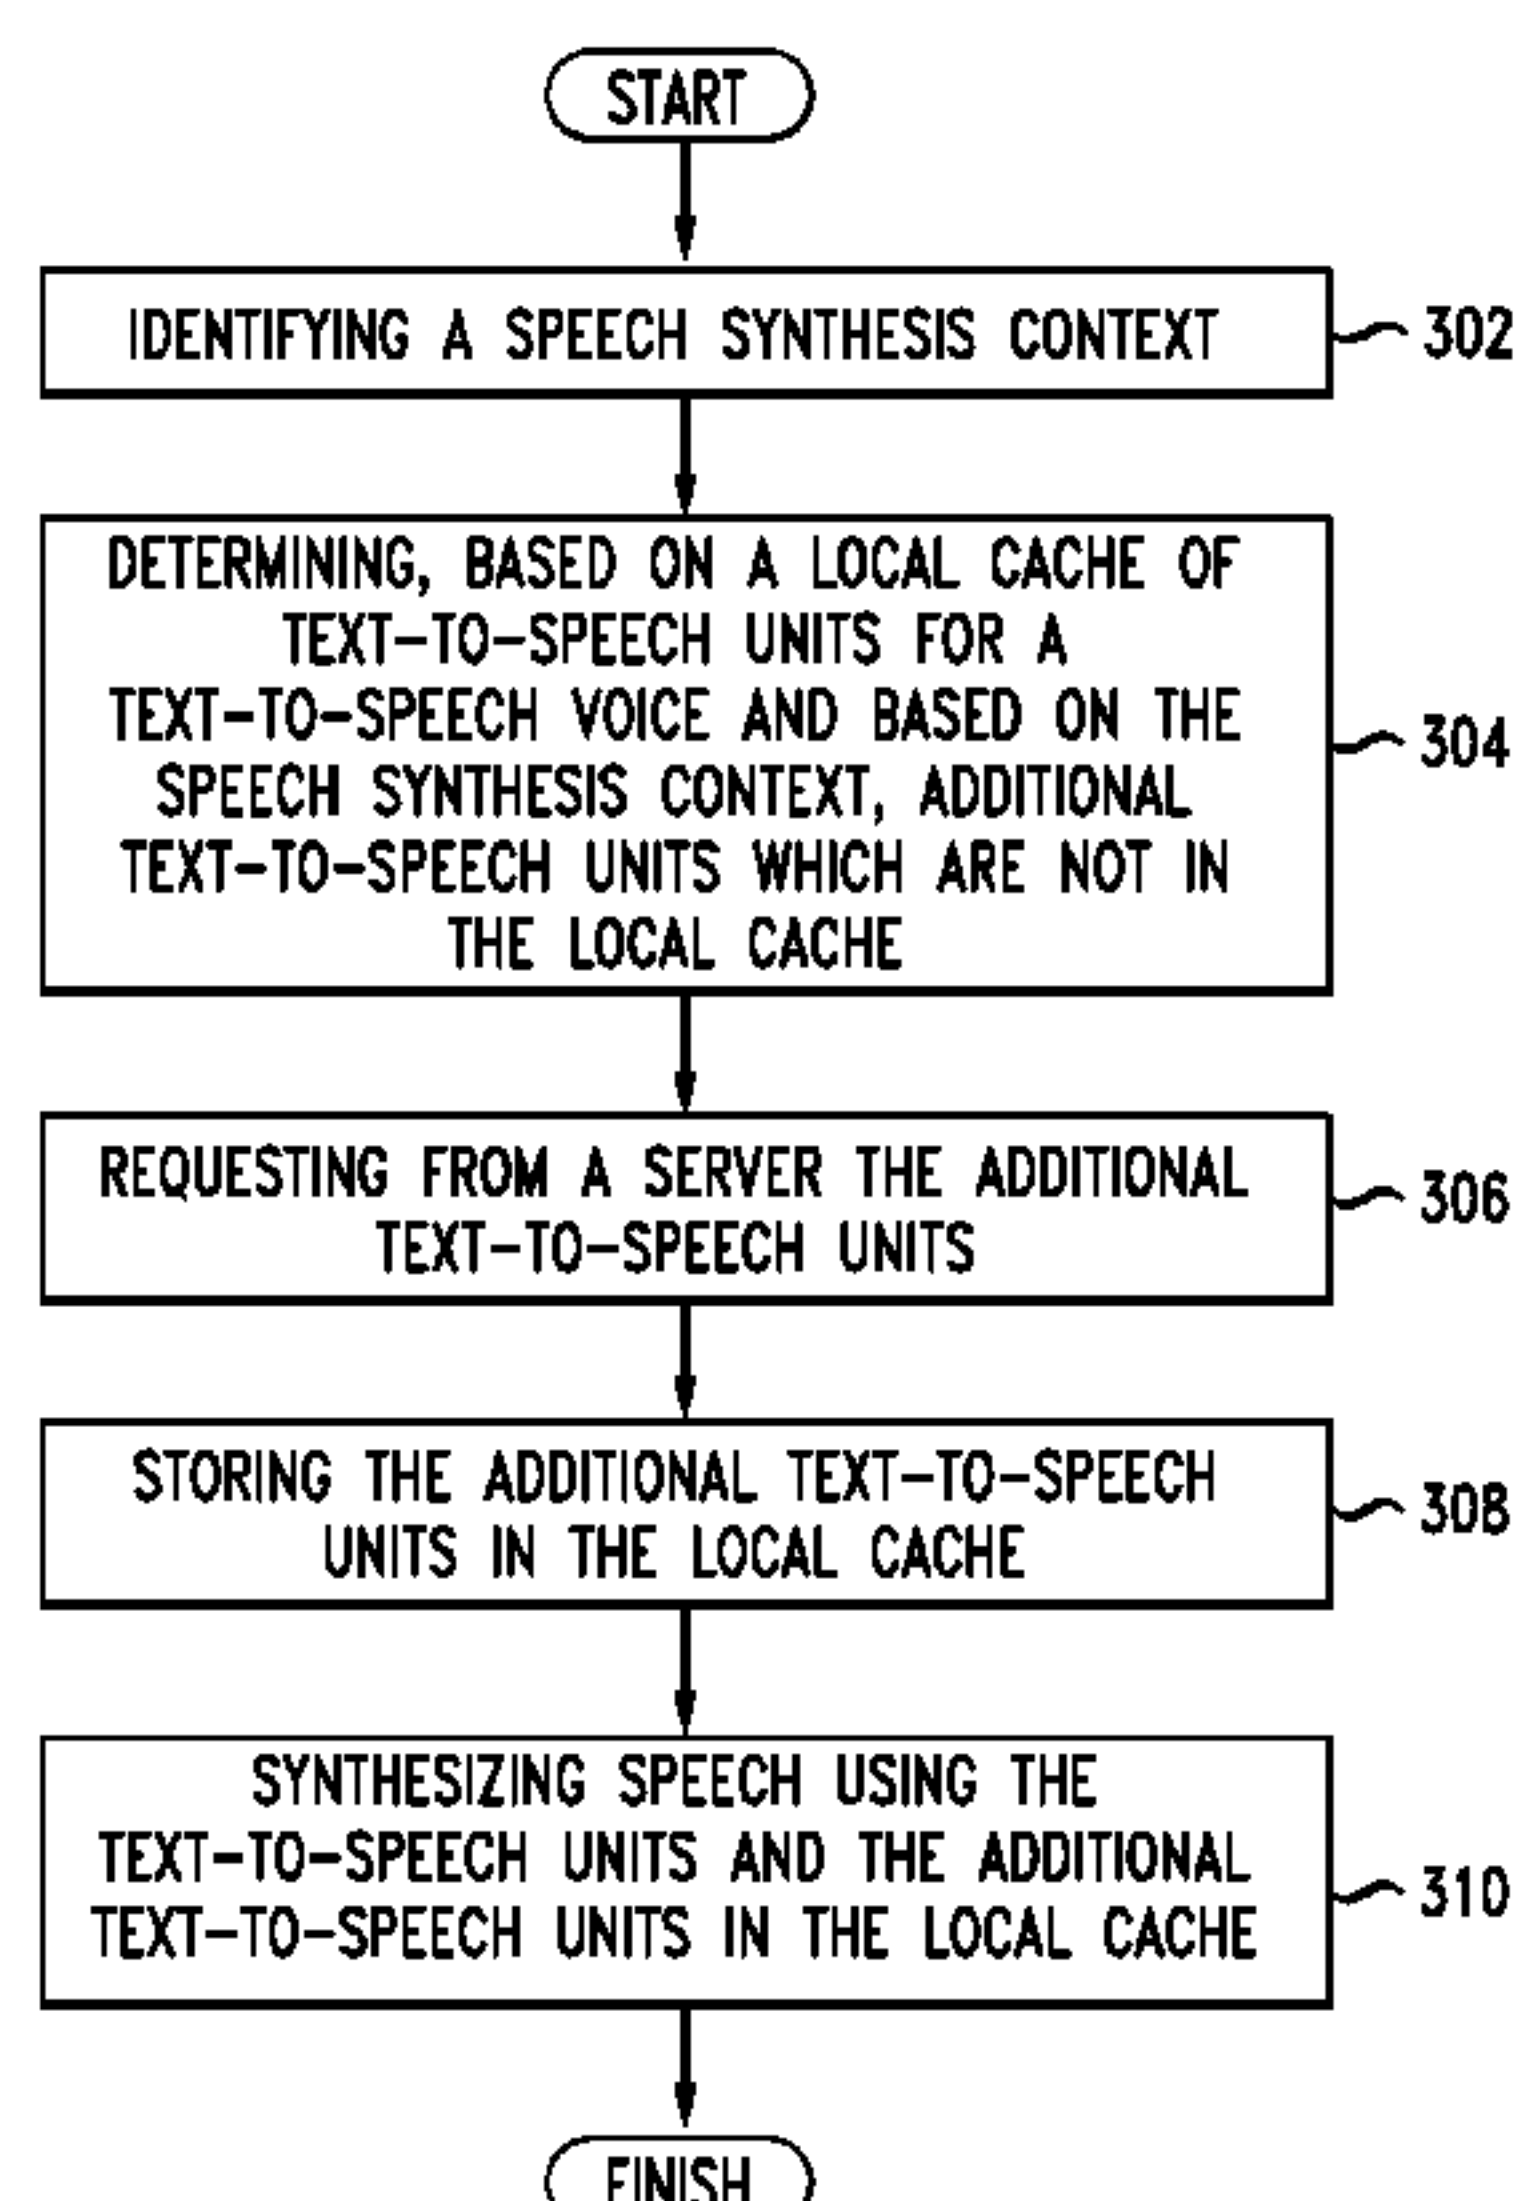 START
IDENTIFYING A SPEECH SYNTHESIS CONTEXT
302
DETERMINING, BASED ON A LOCAL CACHE OF
TEXT-TO-SPEECH UNITS FOR A
TEXT-TO-SPEECH VOICE AND BASED ON THE
SPEECH SYNTHESIS CONTEXT, ADDITIONAL
TEXT-TO-SPEECH UNITS WHICH ARE NOT IN
THE LOCAL CACHE
304
REQUESTING FROM A SERVER THE ADDITIONAL
TEXT-TO-SPEECH UNITS
306
STORING THE ADDITIONAL TEXT-TO-SPEECH
UNITS IN THE LOCAL CACHE
308
SYNTHESIZING SPEECH USING THE
TEXT-TO-SPEECH UNITS AND THE ADDITIONAL
TEXT-TO-SPEECH UNITS IN THE LOCAL CACHE
310
FINISH